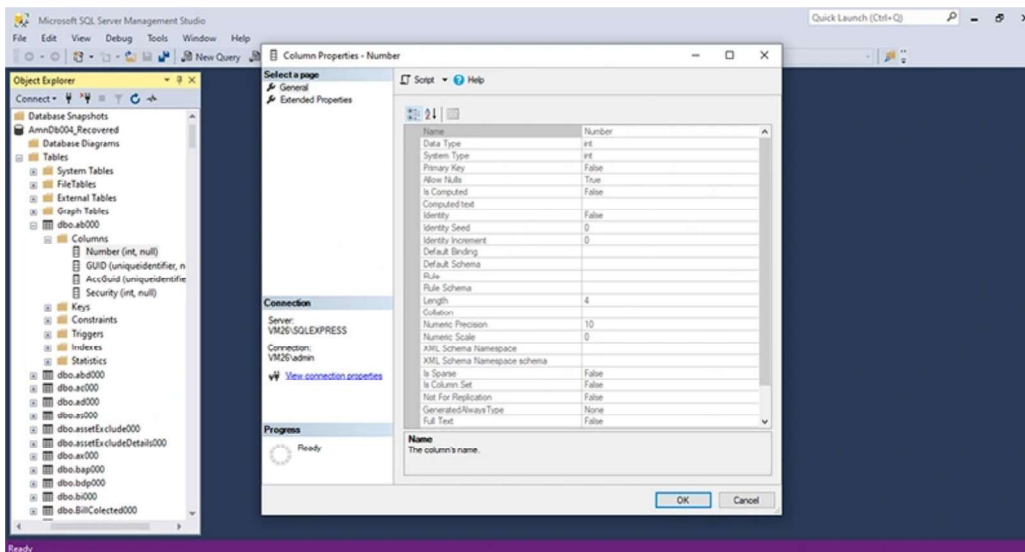 Microsoft SQL Server Management Studio
Quick Launch (Ctrl+Q)
File Edit View Debug Tools Window Help
New Query
Object Explorer
Connect
Database Snapshots
AmnDb004_Recovered
Database Diagrams
Tables
System Tables
FileTables
External Tables
Graph Tables
dbo.ab000
Columns
Number (int, null)
GUID (uniqueidentifier, n
AccGuid (uniqueidentifie
Security (int, null)
Keys
Constraints
Triggers
Indexes
Statistics
dbo.abd000
dbo.ac000
dbo.ad000
dbo.as000
dbo.assetExclude000
dbo.assetExcludeDetails000
dbo.ax000
dbo.bap000
dbo.bdp000
dbo.bi000
dbo.BillColected000
Column Properties - Number
Select a page
General
Extended Properties
Connection
Server:
VM26\SQLEXPRESS
Connection:
VM26\admin
View connection properties
Progress
Ready
Script Help
Name Number
Data Type int
System Type int
Primary Key False
Allow Nulls True
Is Computed False
Computed text
Identity False
Identity Seed 0
Identity Increment 0
Default Binding
Default Schema
Rule
Rule Schema
Length 4
Collation
Numeric Precision 10
Numeric Scale 0
XML Schema Namespace
XML Schema Namespace schema
Is Sparse False
Is Column Set False
Not For Replication False
GeneratedAlwaysType None
Full Text False
Name
The column's name.
OK Cancel
Ready